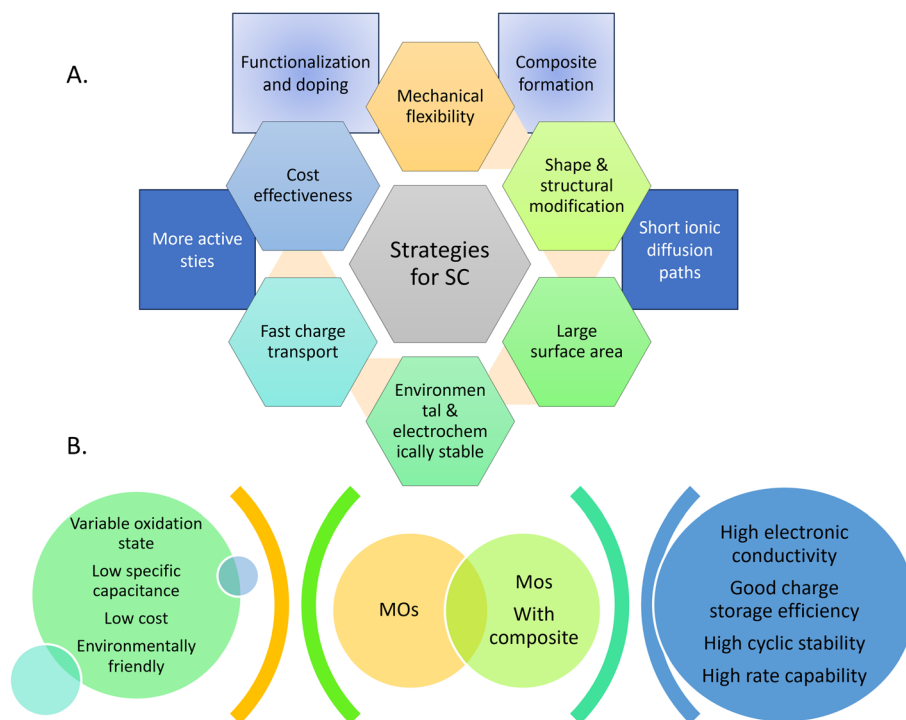 A.
Functionalization
and doping
Mechanical
flexibility
Composite
formation
Cost
effectiveness
Shape &
structural
modification
More active
sties
Strategies
for SC
Short ionic
diffusion
paths
Fast charge
transport
Large
surface area
Environmen
tal &
electrochem
ically stable
B.
Variable oxidation
state
Low specific
capacitance
Low cost
Environmentally
friendly
MOs
Mos
With
composite
High electronic
conductivity
Good charge
storage efficiency
High cyclic stability
High rate capability